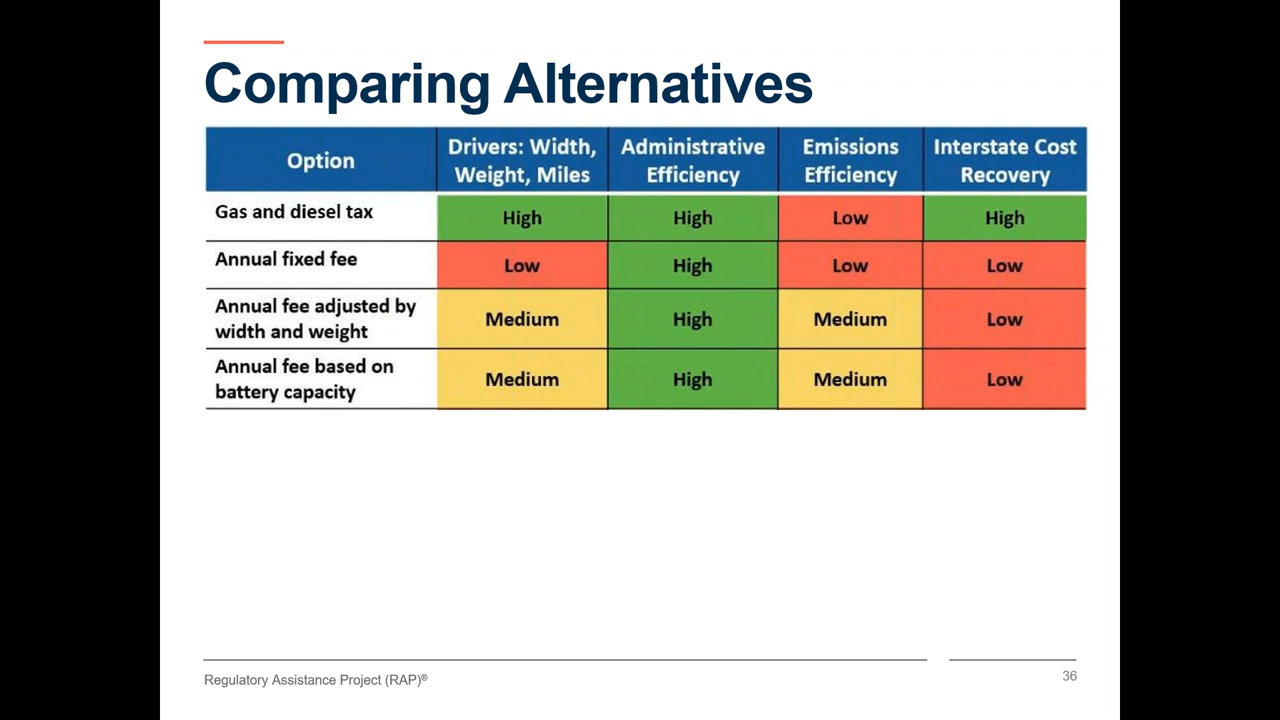 Comparing Alternatives
Option
Drivers: Width,
Weight, Miles
Administrative
Efficiency
Emissions
Efficiency
Interstate Cost
Recovery
Gas and diesel tax
High
High
Low
High
Annual fixed fee
Low
High
Low
Low
Annual fee adjusted by
width and weight
Medium
High
Medium
Low
Annual fee based on
battery capacity
Medium
High
Medium
Low
Regulatory Assistance Project (RAP)®
36